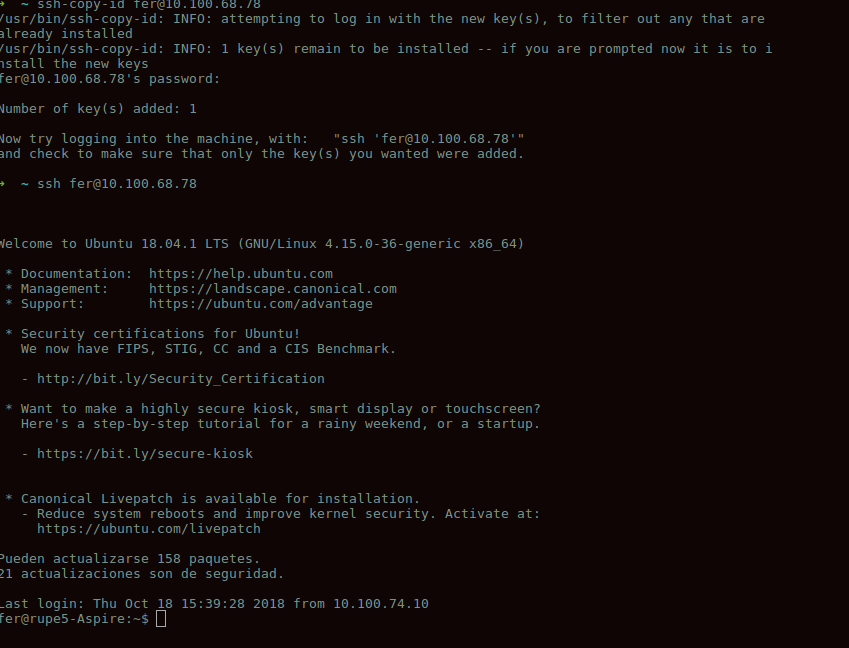 →  ~ ssh-copy-id fer@10.100.68.78
/usr/bin/ssh-copy-id: INFO: attempting to log in with the new key(s), to filter out any that are
already installed
/usr/bin/ssh-copy-id: INFO: 1 key(s) remain to be installed -- if you are prompted now it is to i
nstall the new keys
fer@10.100.68.78's password:
Number of key(s) added: 1
Now try logging into the machine, with:   "ssh 'fer@10.100.68.78'"
and check to make sure that only the key(s) you wanted were added.
→  ~ ssh fer@10.100.68.78
Welcome to Ubuntu 18.04.1 LTS (GNU/Linux 4.15.0-36-generic x86_64)
* Documentation:  https://help.ubuntu.com
* Management:     https://landscape.canonical.com
* Support:        https://ubuntu.com/advantage
* Security certifications for Ubuntu!
We now have FIPS, STIG, CC and a CIS Benchmark.
- http://bit.ly/Security_Certification
* Want to make a highly secure kiosk, smart display or touchscreen?
Here's a step-by-step tutorial for a rainy weekend, or a startup.
- https://bit.ly/secure-kiosk
* Canonical Livepatch is available for installation.
- Reduce system reboots and improve kernel security. Activate at:
https://ubuntu.com/livepatch
Pueden actualizarse 158 paquetes.
21 actualizaciones son de seguridad.
Last login: Thu Oct 18 15:39:28 2018 from 10.100.74.10
fer@rupe5-Aspire:~$